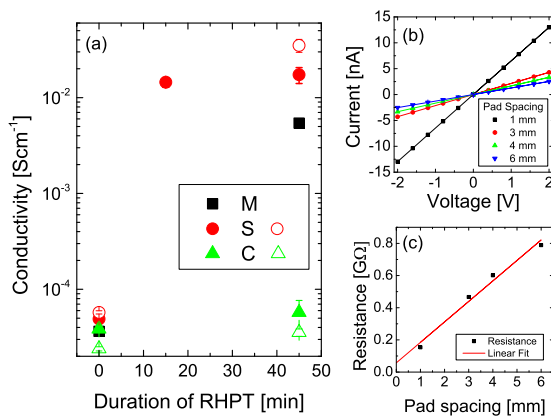 (a)
Conductivity [Scm⁻¹]
10⁻²
10⁻³
10⁻⁴
M
S
C
0 10 20 30 40 50
Duration of RHPT [min]
(b)
Current [nA]
15
10
5
0
-5
-10
-15
Pad Spacing
1 mm
3 mm
4 mm
6 mm
-2 -1 0 1 2
Voltage [V]
(c)
Resistance [GΩ]
0.8
0.6
0.4
0.2
0.0
Resistance
Linear Fit
0 1 2 3 4 5 6
Pad spacing [mm]